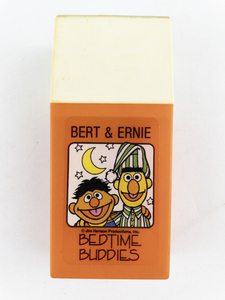 BERT & ERNIE
© Jim Henson Productions, Inc.
BEDTIME
BUDDIES